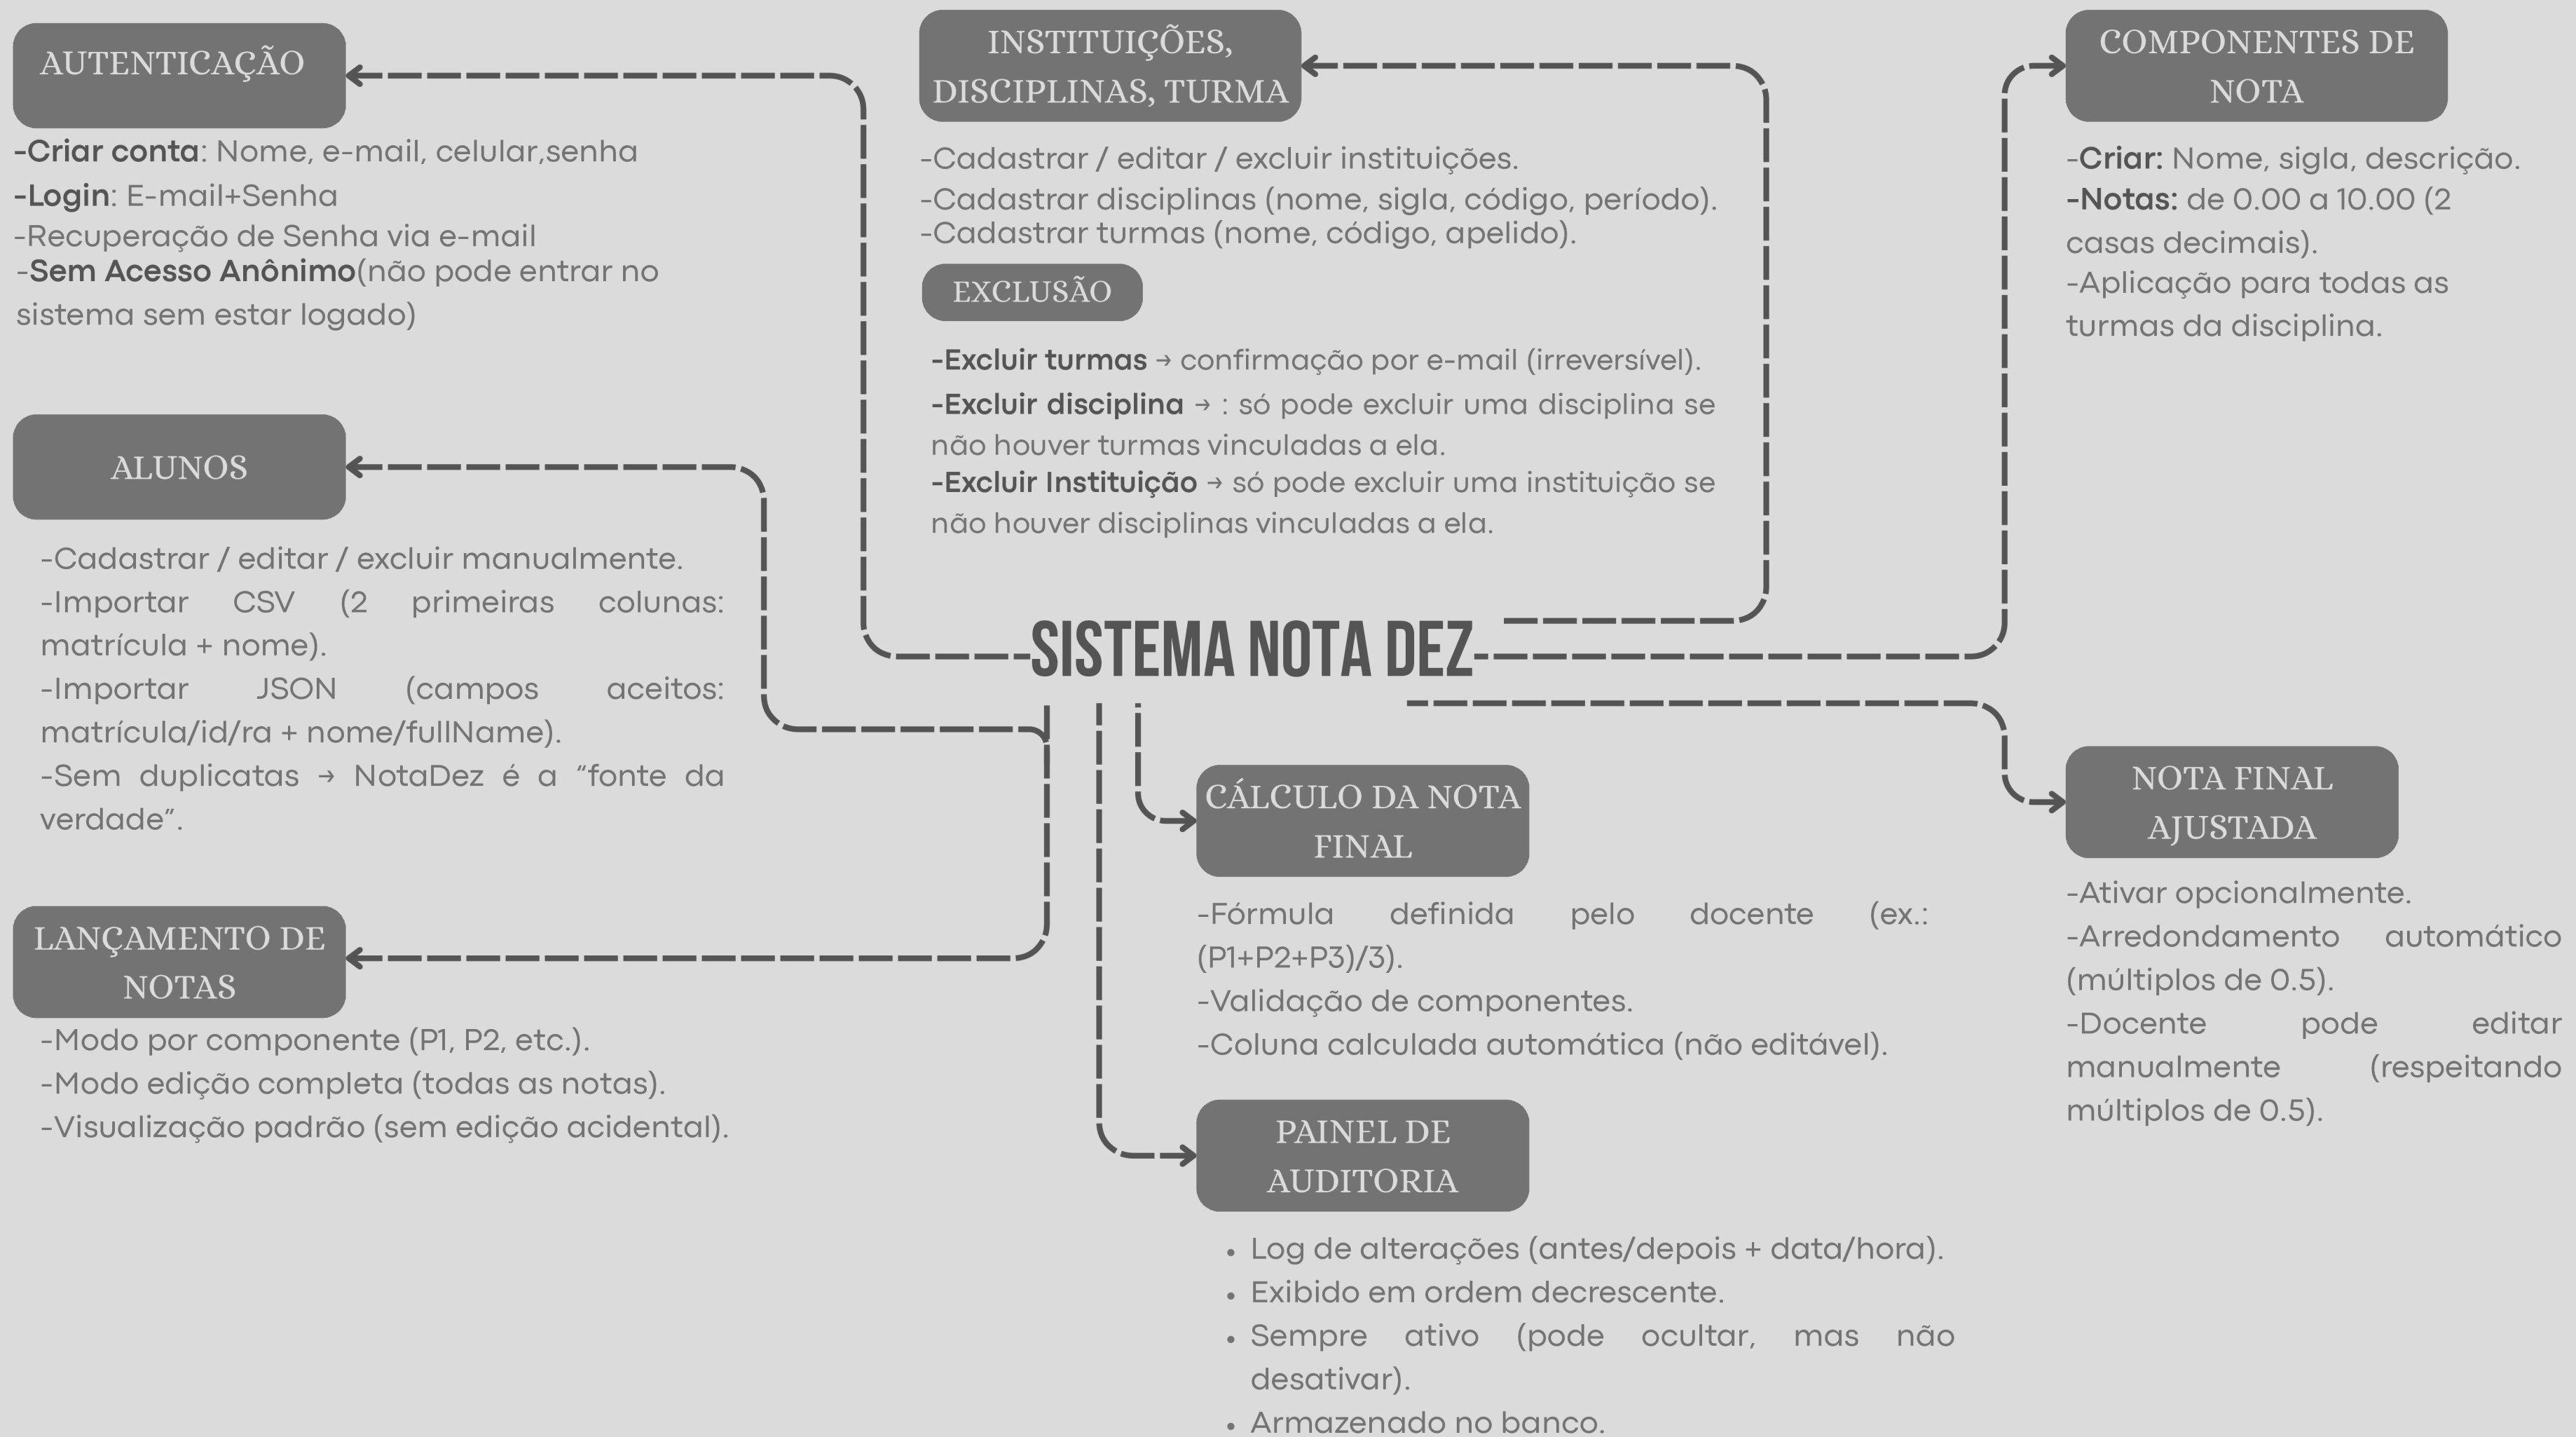 AUTENTICAÇÃO
-Criar conta: Nome, e-mail, celular,senha
-Login: E-mail+Senha
-Recuperação de Senha via e-mail
-Sem Acesso Anônimo(não pode entrar no
sistema sem estar logado)
INSTITUIÇÕES,
DISCIPLINAS, TURMA
-Cadastrar / editar / excluir instituições.
-Cadastrar disciplinas (nome, sigla, código, período).
-Cadastrar turmas (nome, código, apelido).
EXCLUSÃO
-Excluir turmas → confirmação por e-mail (irreversível).
-Excluir disciplina → : só pode excluir uma disciplina se
não houver turmas vinculadas a ela.
-Excluir Instituição → só pode excluir uma instituição se
não houver disciplinas vinculadas a ela.
COMPONENTES DE
NOTA
-Criar: Nome, sigla, descrição.
-Notas: de 0.00 a 10.00 (2
casas decimais).
-Aplicação para todas as
turmas da disciplina.
ALUNOS
-Cadastrar / editar / excluir manualmente.
-Importar CSV (2 primeiras colunas:
matrícula + nome).
-Importar JSON (campos aceitos:
matrícula/id/ra + nome/fullName).
-Sem duplicatas → NotaDez é a “fonte da
verdade”.
SISTEMA NOTA DEZ
LANÇAMENTO DE
NOTAS
-Modo por componente (P1, P2, etc.).
-Modo edição completa (todas as notas).
-Visualização padrão (sem edição acidental).
CÁLCULO DA NOTA
FINAL
-Fórmula definida pelo docente (ex.:
(P1+P2+P3)/3).
-Validação de componentes.
-Coluna calculada automática (não editável).
NOTA FINAL
AJUSTADA
-Ativar opcionalmente.
-Arredondamento automático
(múltiplos de 0.5).
-Docente pode editar
manualmente (respeitando
múltiplos de 0.5).
PAINEL DE
AUDITORIA
• Log de alterações (antes/depois + data/hora).
• Exibido em ordem decrescente.
• Sempre ativo (pode ocultar, mas não
desativar).
• Armazenado no banco.